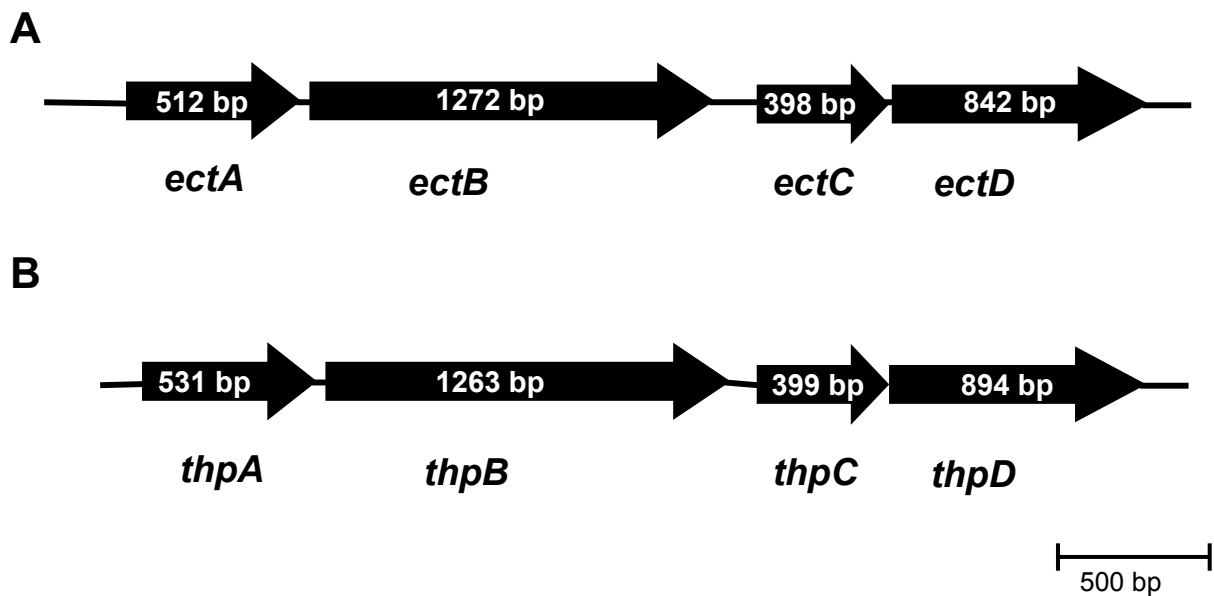 A
512 bp 1272 bp 398 bp 842 bp
ectA ectB ectC ectD
B
531 bp 1263 bp 399 bp 894 bp
thpA thpB thpC thpD
500 bp